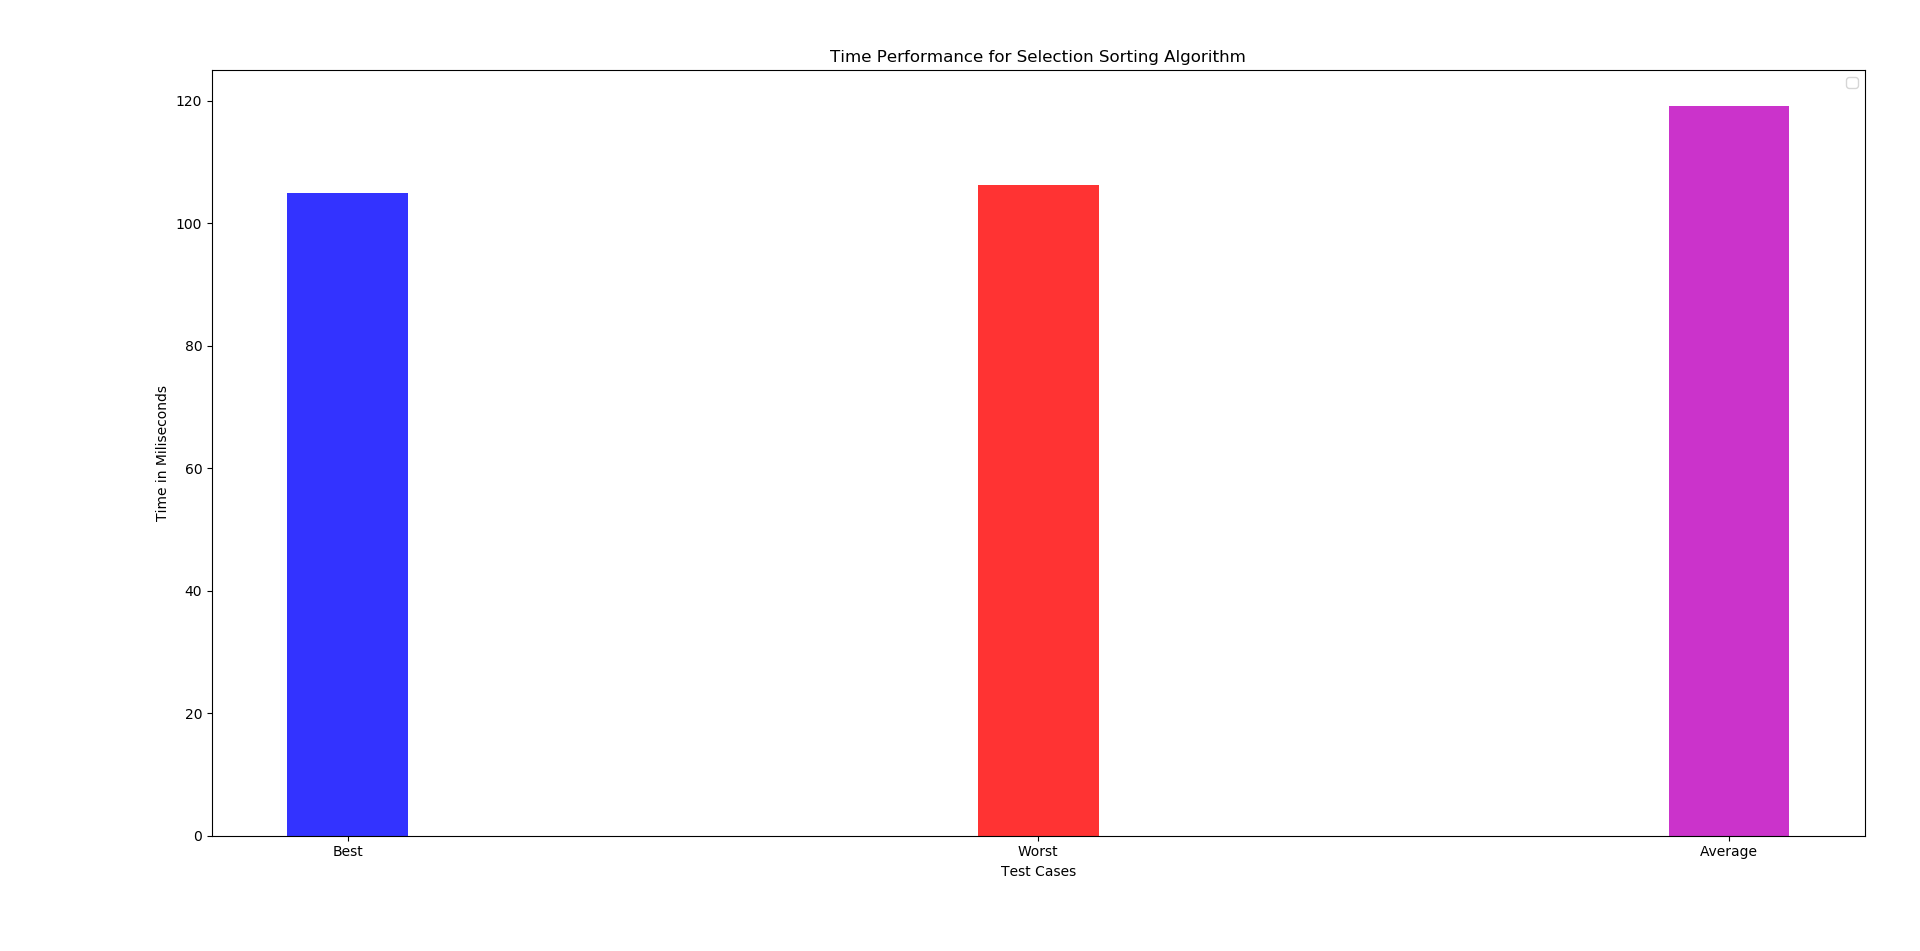 Time Performance for Selection Sorting Algorithm
120
100
80
60
40
20
0
Time in Miliseconds
Best
Worst
Average
Test Cases